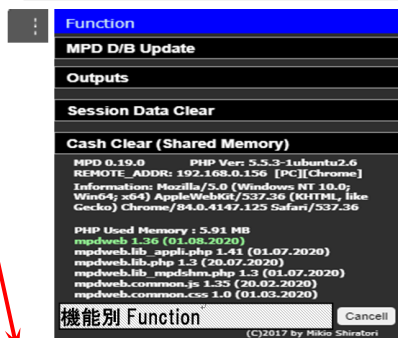 Function
MPD D/B Update
Outputs
Session Data Clear
Cash Clear (Shared Memory)
MPD 0.19.0 PHP Ver: 5.5.3-1ubuntu2.6
REMOTE_ADDR: 192.168.0.156 [PC][Chrome]
Information: Mozilla/5.0 (Windows NT 10.0;
Win64; x64) AppleWebKit/537.36 (KHTML, like
Gecko) Chrome/84.0.4147.125 Safari/537.36
PHP Used Memory : 5.91 MB
mpdweb 1.36 (01.08.2020)
mpdweb.lib_appli.php 1.41 (01.07.2020)
mpdweb.lib.php 1.3 (20.07.2020)
mpdweb.lib_mpdshm.php 1.3 (01.07.2020)
mpdweb.common.js 1.35 (20.02.2020)
mpdweb.common.css 1.0 (01.03.2020)
機能別 Function
Cancell
(C)2017 by Mikio Shiratori